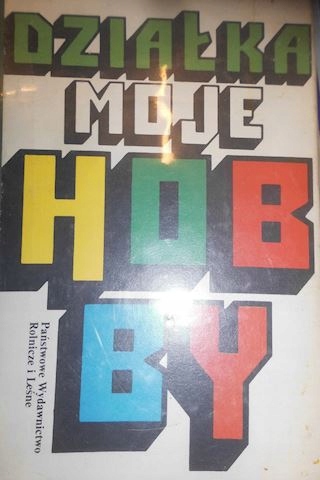 DZIAŁKA
MOJE
HOB
BY
Państwowe Wydawnictwo
Rolnicze i Leśne